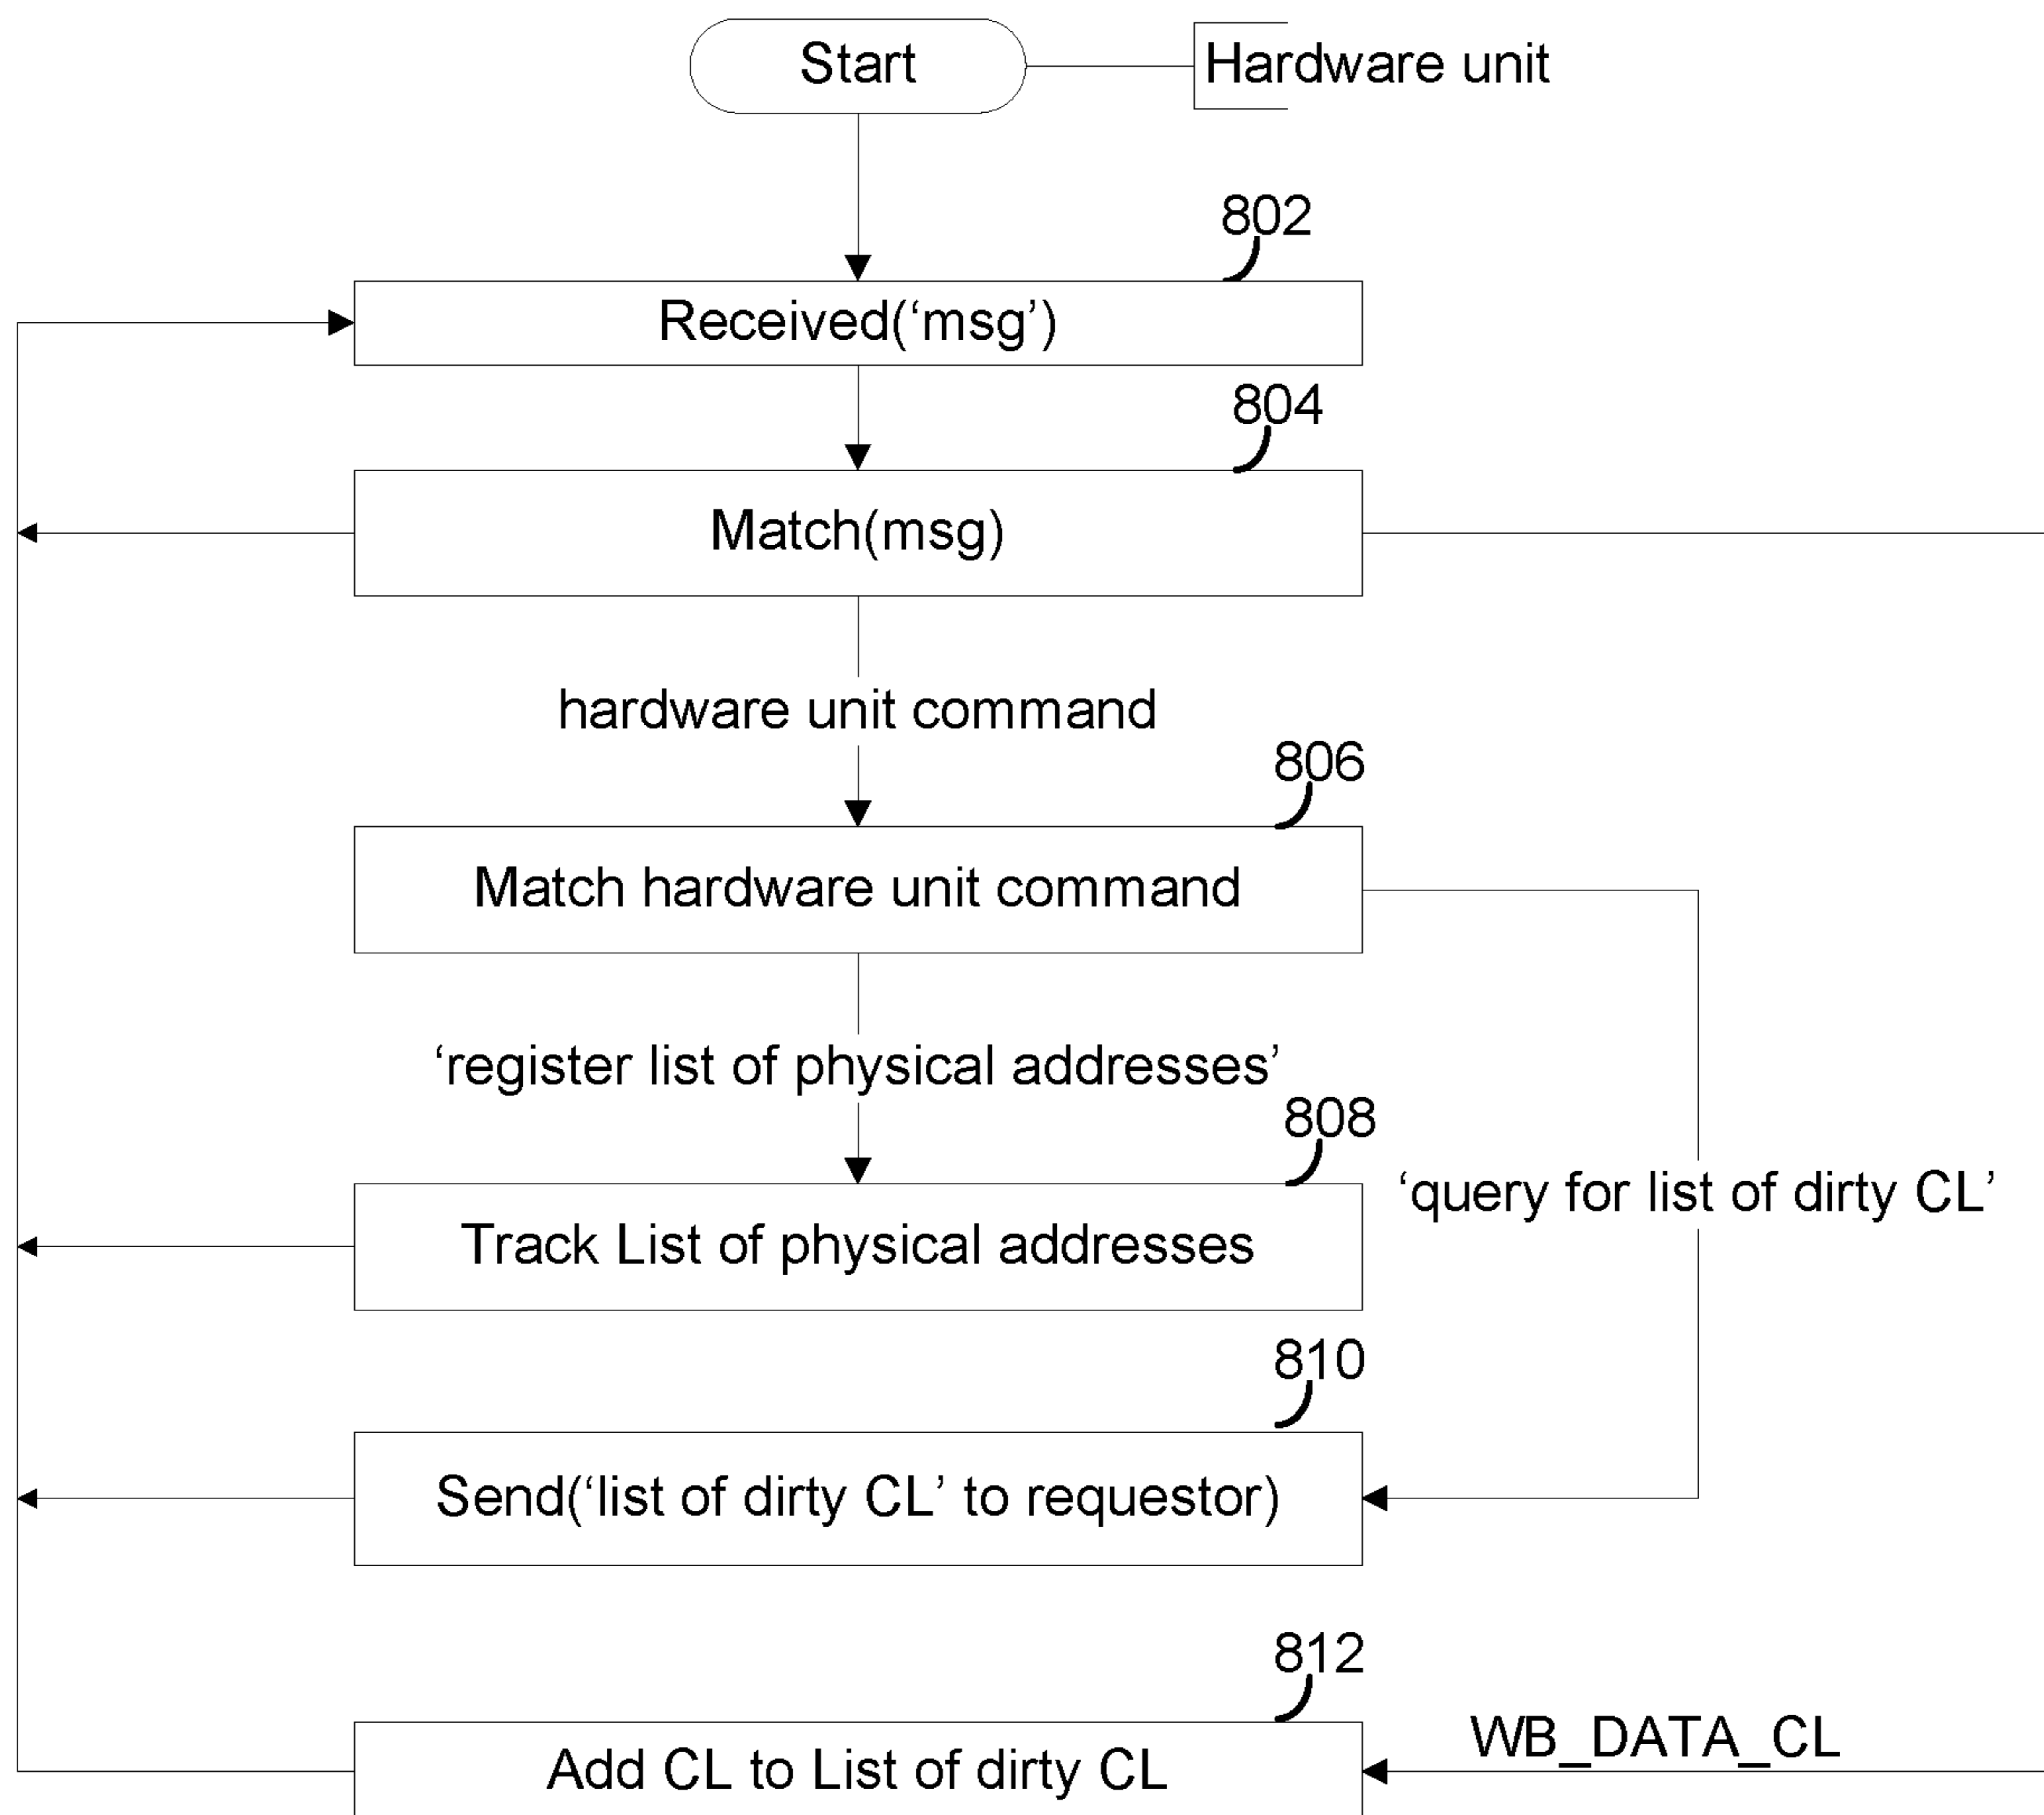 Start
Hardware unit
802
Received(‘msg’)
804
Match(msg)
hardware unit command
806
Match hardware unit command
‘register list of physical addresses’
808
‘query for list of dirty CL’
Track List of physical addresses
810
Send(‘list of dirty CL’ to requestor)
812
WB_DATA_CL
Add CL to List of dirty CL